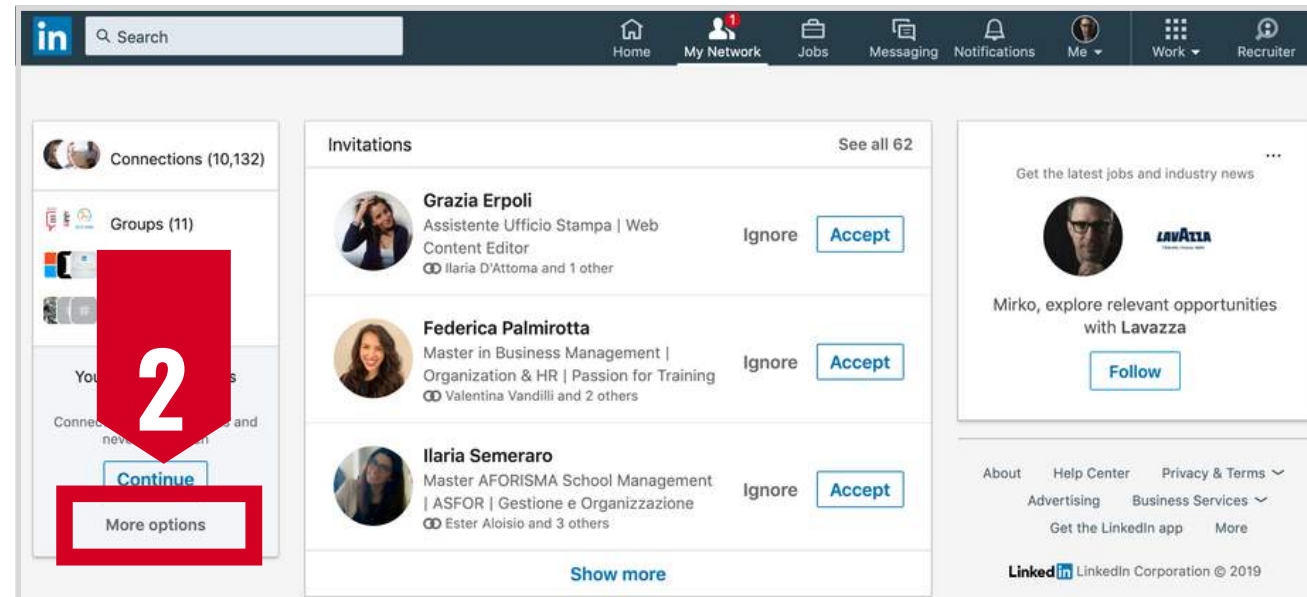 in Search
Home My Network 1 Jobs Messaging Notifications Me Work Recruiter
Connections (10,132)
Groups (11)
2
You
Continue
More options
Invitations See all 62
Grazia Erpoli
Assistente Ufficio Stampa | Web
Content Editor
Ilaria D'Attoma and 1 other
Ignore Accept
Federica Palmirotta
Master in Business Management |
Organization & HR | Passion for Training
Valentina Vandilli and 2 others
Ignore Accept
Ilaria Semeraro
Master AFORISMA School Management
| ASFOR | Gestione e Organizzazione
Ester Aloisio and 3 others
Ignore Accept
Show more
...
Get the latest jobs and industry news
LAVAZZA
Mirko, explore relevant opportunities
with Lavazza
Follow
About Help Center Privacy & Terms
Advertising Business Services
Get the LinkedIn app More
Linked in LinkedIn Corporation © 2019